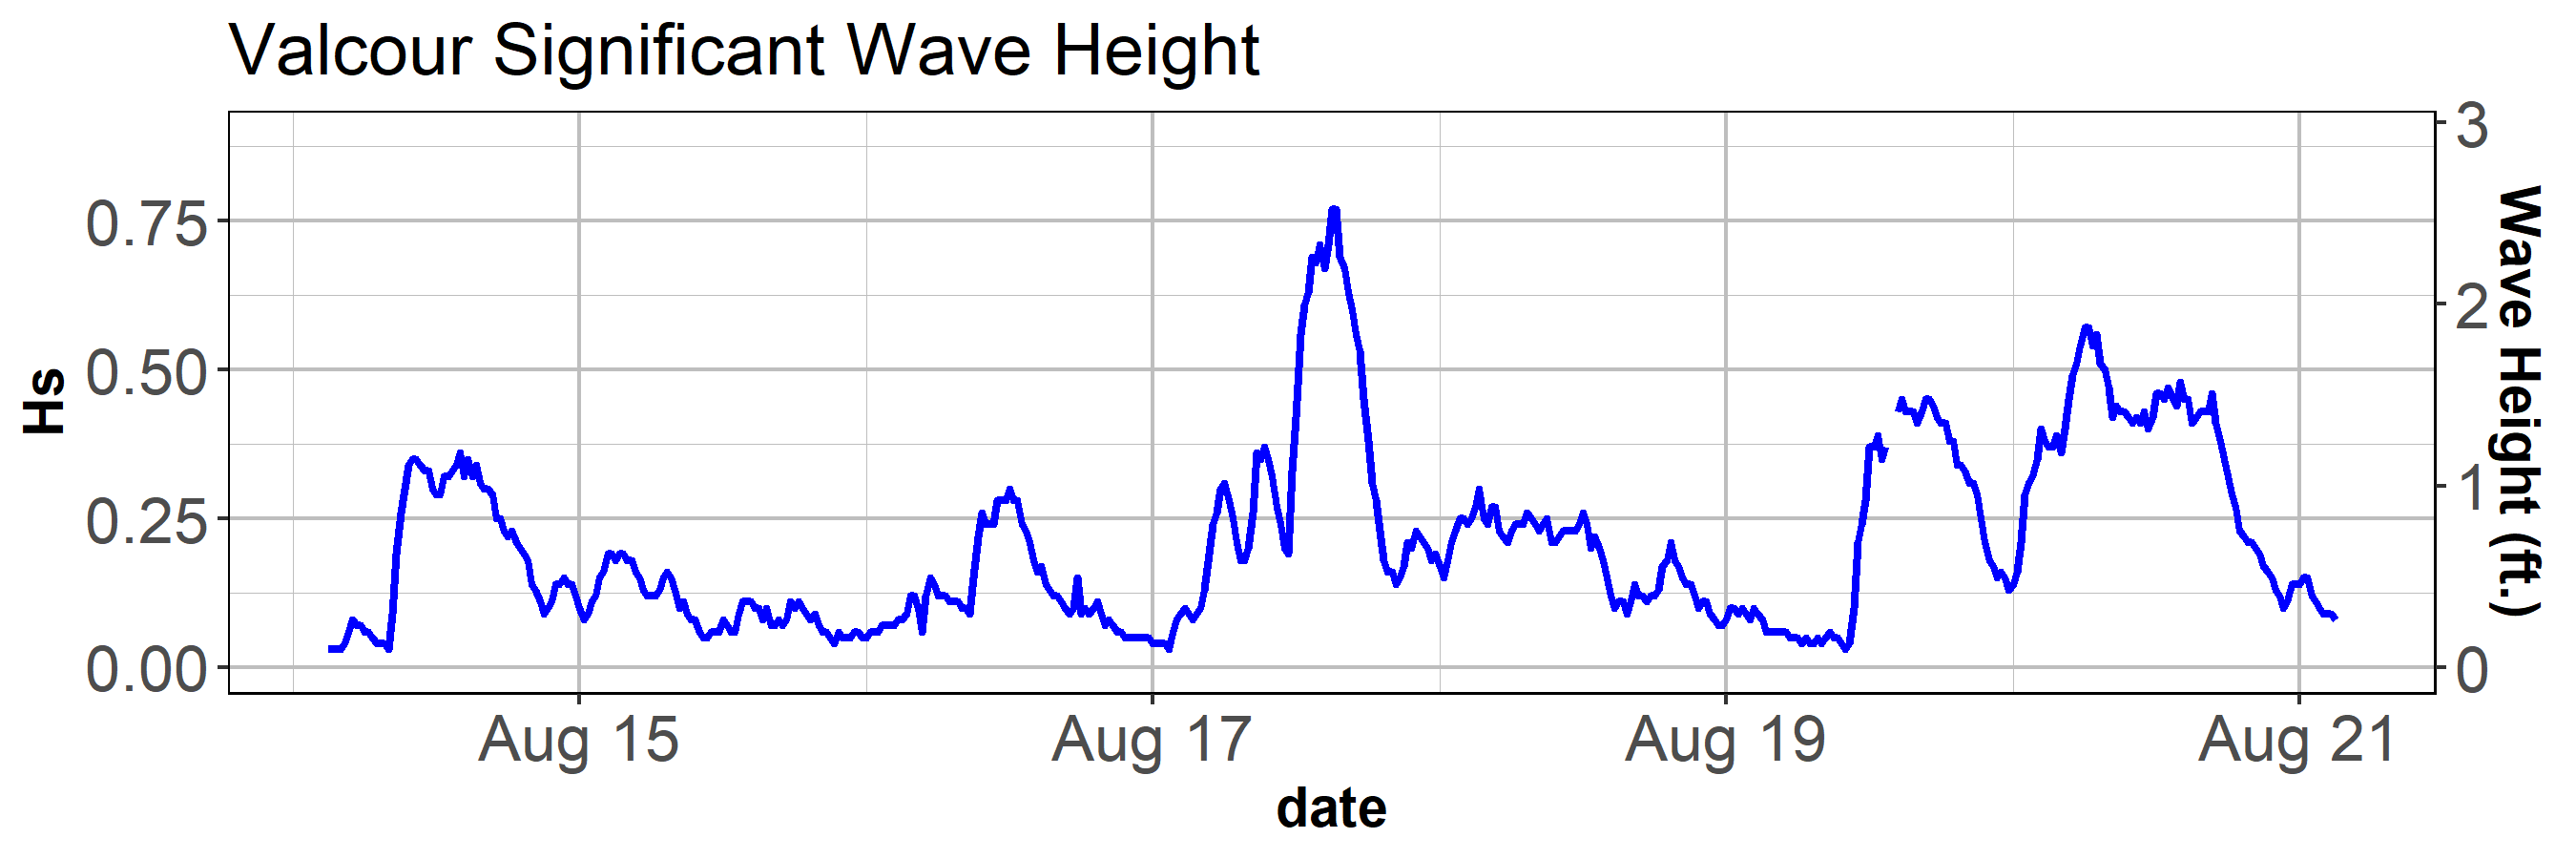 Valcour Significant Wave Height
Hs
0.75
0.50
0.25
0.00
3
2
1
0
Wave Height (ft.)
Aug 15 Aug 17 Aug 19 Aug 21
date